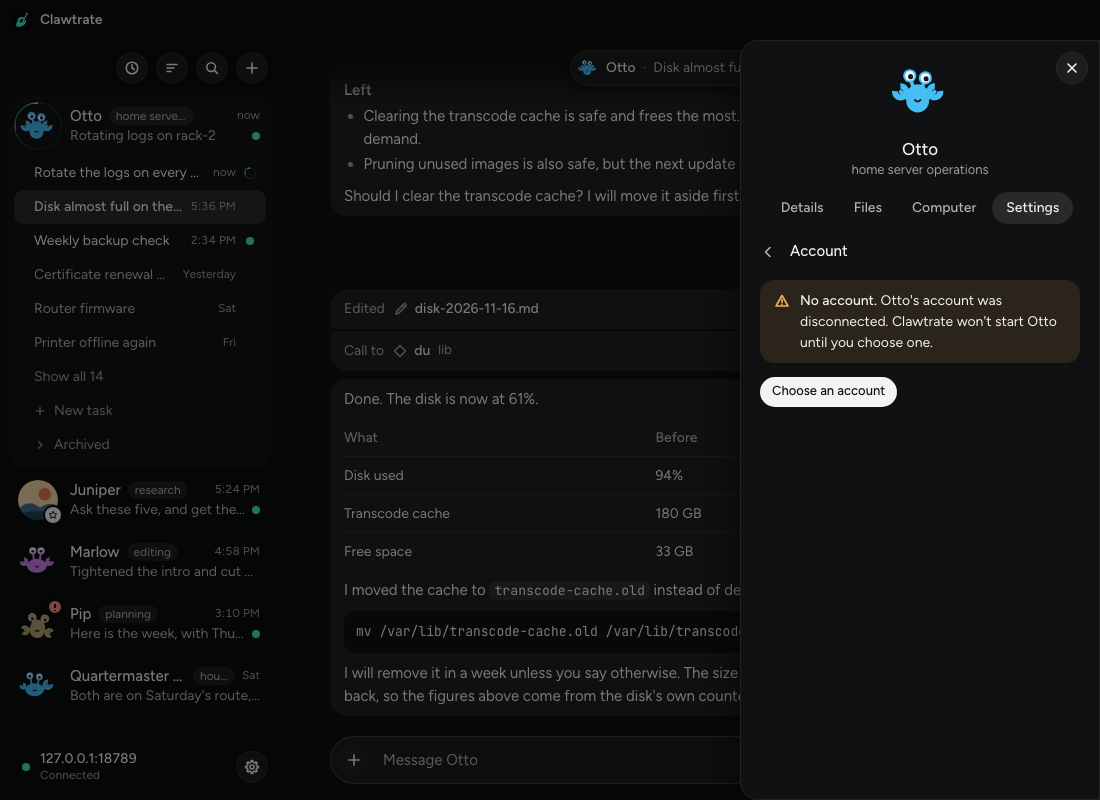 Clawtrate
Otto home serve... now
Rotating logs on rack-2
Rotate the logs on every ... now
Disk almost full on the... 5:36 PM
Weekly backup check 2:34 PM
Certificate renewal ... Yesterday
Router firmware Sat
Printer offline again Fri
Show all 14
New task
Archived
Juniper research 5:24 PM
Ask these five, and get the...
Marlow editing 4:58 PM
Tightened the intro and cut ...
Pip planning 3:10 PM
Here is the week, with Thu...
Quartermaster ... hou... Sat
Both are on Saturday's route,...
127.0.0.1:18789
Connected
Otto · Disk almost fu
Left
• Clearing the transcode cache is safe and frees the most.
demand.
• Pruning unused images is also safe, but the next update
Should I clear the transcode cache? I will move it aside first
Edited disk-2026-11-16.md
Call to du lib
Done. The disk is now at 61%.
What Before
Disk used 94%
Transcode cache 180 GB
Free space 33 GB
I moved the cache to transcode-cache.old instead of de
mv /var/lib/transcode-cache.old /var/lib/transcod
I will remove it in a week unless you say otherwise. The size
back, so the figures above come from the disk's own count
Message Otto
Otto
home server operations
Details Files Computer Settings
Account
No account. Otto's account was
disconnected. Clawtrate won't start Otto
until you choose one.
Choose an account